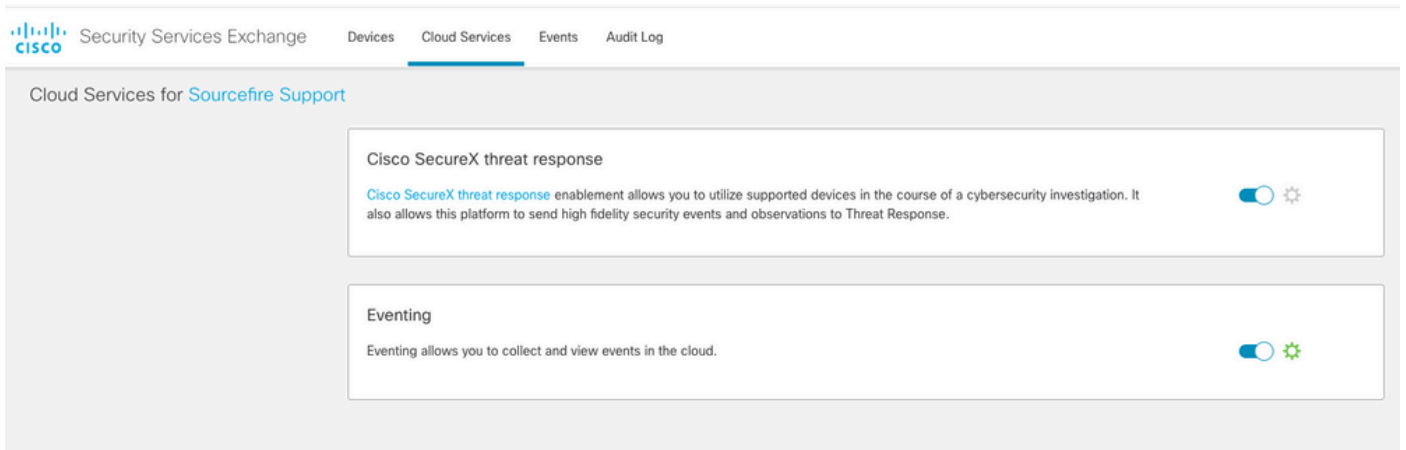 CISCO
Security Services Exchange
Devices
Cloud Services
Events
Audit Log
Cloud Services for Sourcefire Support
Cisco SecureX threat response
Cisco SecureX threat response enablement allows you to utilize supported devices in the course of a cybersecurity investigation. It
also allows this platform to send high fidelity security events and observations to Threat Response.
Eventing
Eventing allows you to collect and view events in the cloud.